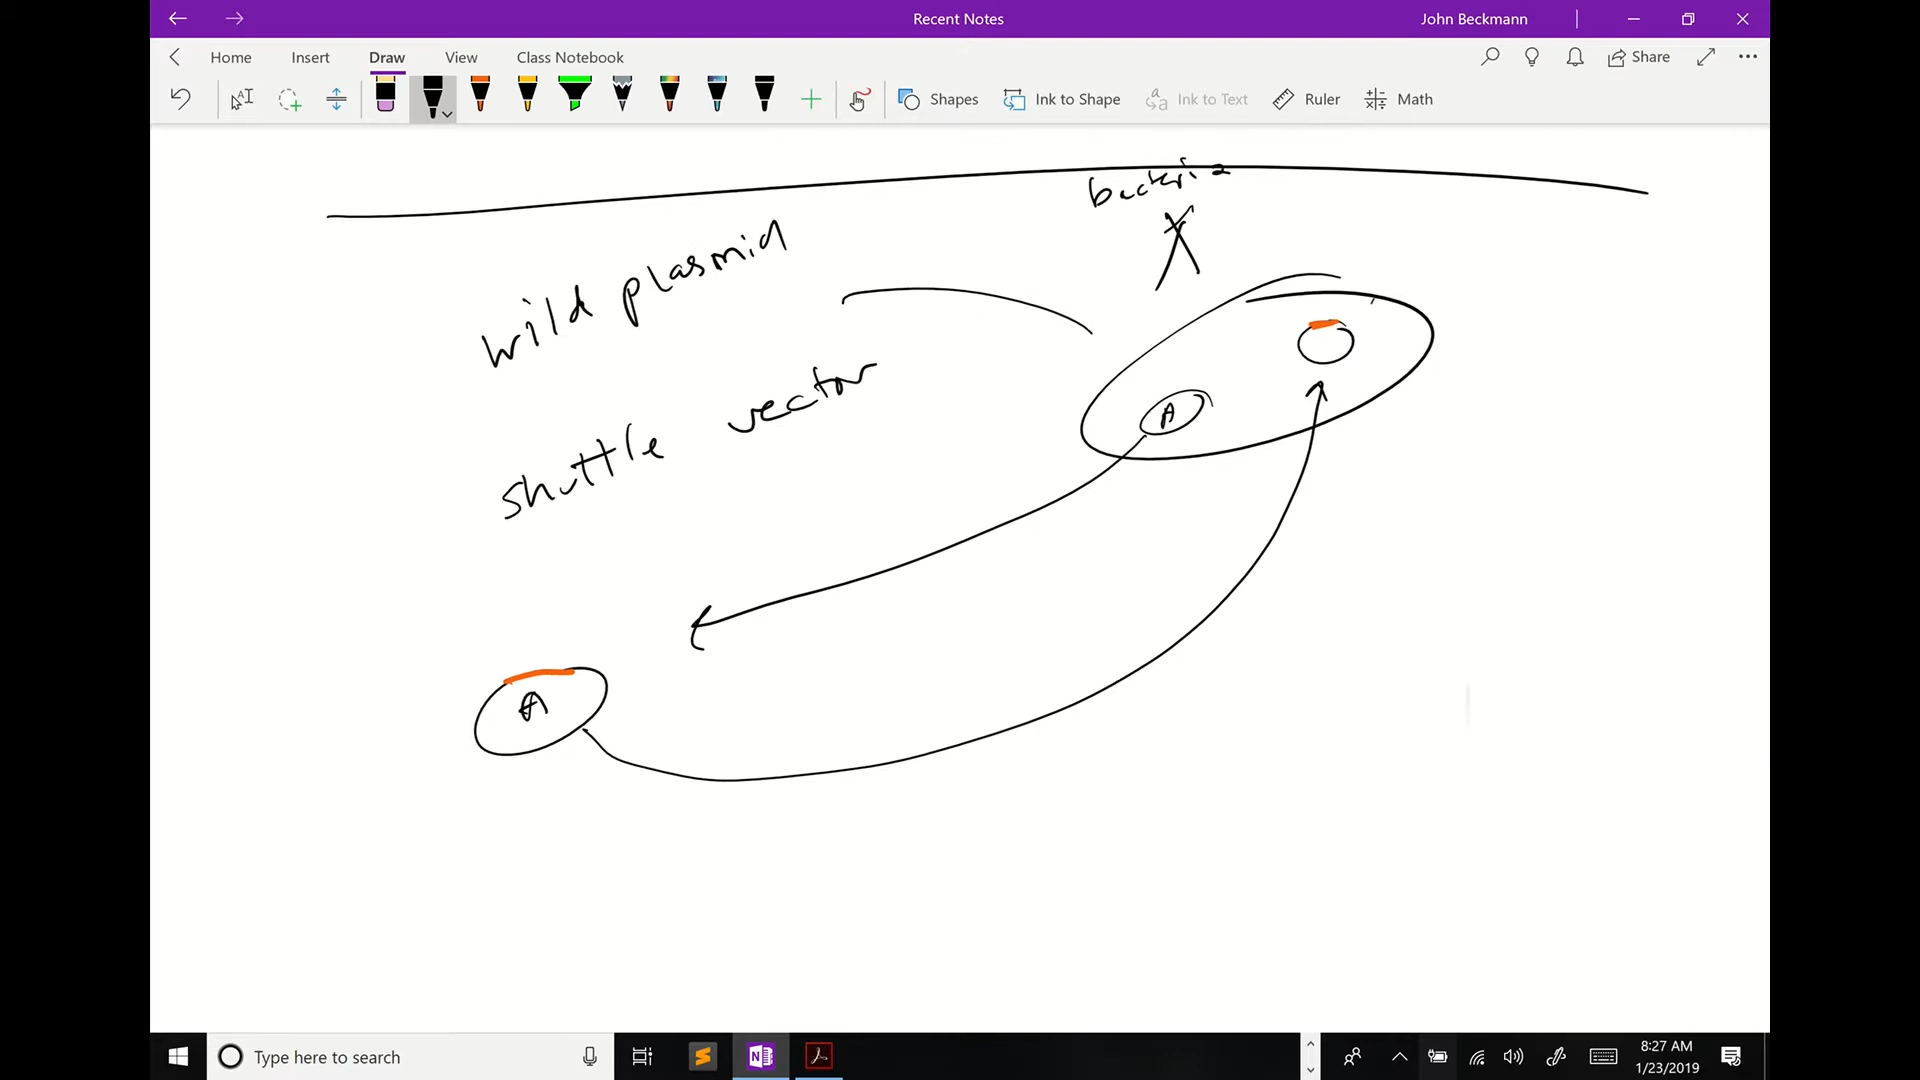 Recent Notes
John Beckmann
Home Insert Draw View Class Notebook
Share
Shapes Ink to Shape Ink to Text Ruler Math
bacteria
X
wild plasmid
shuttle vector
A
A
Type here to search
8:27 AM
1/23/2019